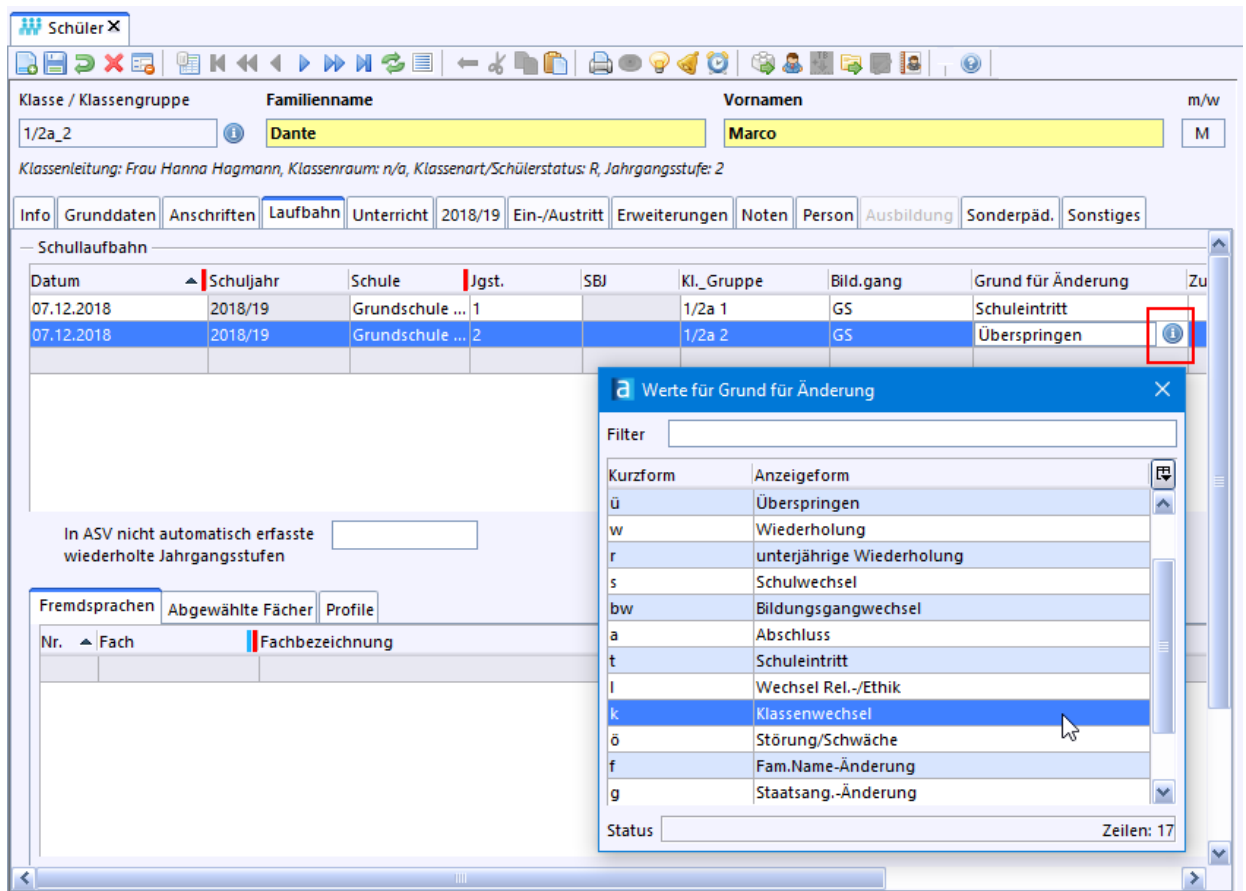 Schüler
Klasse / Klassengruppe Familienname Vornamen m/w
1/2a_2 Dante Marco M
Klassenleitung: Frau Hanna Hagmann, Klassenraum: n/a, Klassenart/Schülerstatus: R, Jahrgangsstufe: 2
Info Grunddaten Anschriften Laufbahn Unterricht 2018/19 Ein-/Austritt Erweiterungen Noten Person Ausbildung Sonderpäd. Sonstiges
Schullaufbahn
Datum Schuljahr Schule Jgst. SBJ Kl._Gruppe Bild.gang Grund für Änderung Zu
07.12.2018 2018/19 Grundschule ... 1 1/2a 1 GS Schuleintritt
07.12.2018 2018/19 Grundschule ... 2 1/2a 2 GS Überspringen
a Werte für Grund für Änderung
Filter
Kurzform Anzeigeform
ü Überspringen
w Wiederholung
r unterjährige Wiederholung
s Schulwechsel
bw Bildungsgangwechsel
a Abschluss
t Schuleintritt
l Wechsel Rel.-/Ethik
k Klassenwechsel
ö Störung/Schwäche
f Fam.Name-Änderung
g Staatsang.-Änderung
Status Zeilen: 17
In ASV nicht automatisch erfasste
wiederholte Jahrgangsstufen
Fremdsprachen Abgewählte Fächer Profile
Nr. Fach Fachbezeichnung